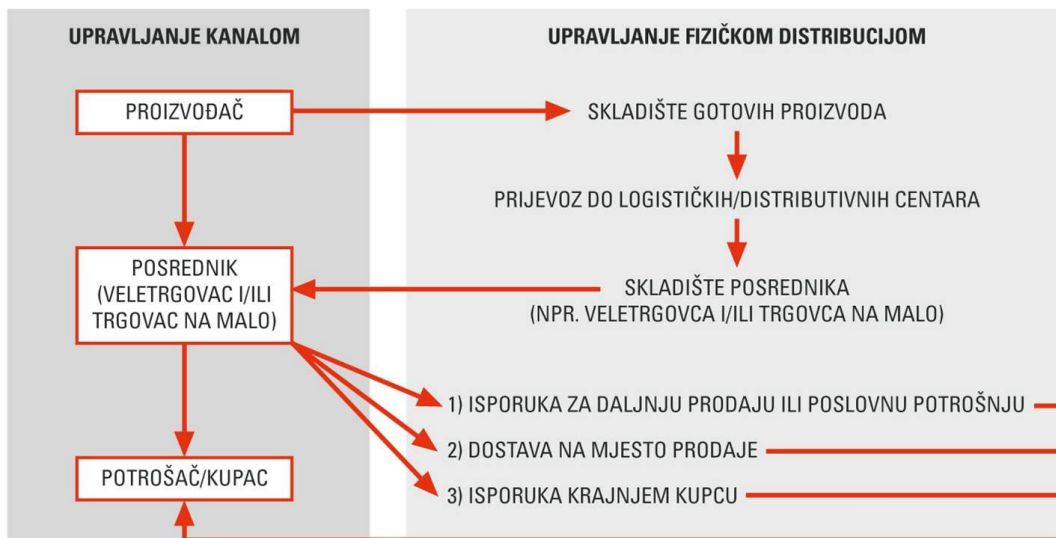 UPRAVLJANJE KANALOM
PROIZVOĐAČ
POSREDNIK
(VELETRGOVAC I/ILI
TRGOVAC NA MALO)
POTROŠAČ/KUPAC
UPRAVLJANJE FIZIČKOM DISTRIBUCIJOM
SKLADIŠTE GOTOVIH PROIZVODA
PRIJEVOZ DO LOGISTIČKIH/DISTRIBUTIVNIH CENTARA
SKLADIŠTE POSREDNIKA
(NPR. VELETRGOVCA I/ILI TRGOVCA NA MALO)
1) ISPORUKA ZA DALJNJU PRODAJU ILI POSLOVNU POTROŠNJU
2) DOSTAVA NA MJESTO PRODAJE
3) ISPORUKA KRAJNJEM KUPCU